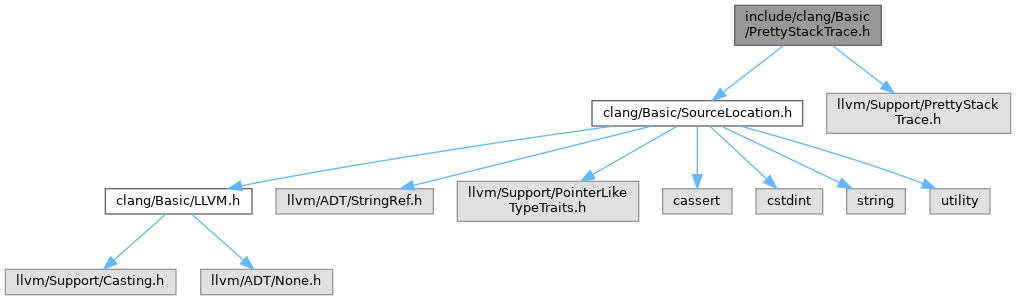 include/clang/Basic
/PrettyStackTrace.h
clang/Basic/SourceLocation.h
llvm/Support/PrettyStack
Trace.h
clang/Basic/LLVM.h
llvm/ADT/StringRef.h
llvm/Support/PointerLike
TypeTraits.h
cassert
cstdint
string
utility
llvm/Support/Casting.h
llvm/ADT/None.h